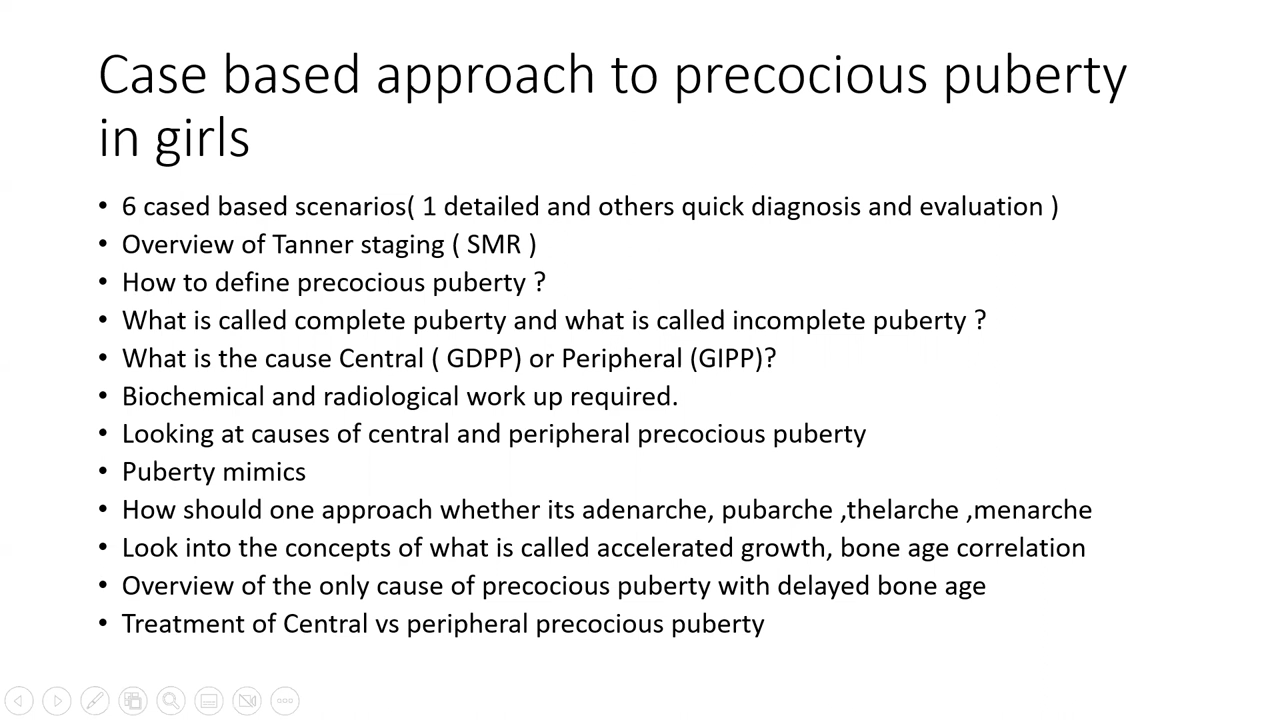 Case based approach to precocious puberty
in girls
• 6 cased based scenarios( 1 detailed and others quick diagnosis and evaluation )
• Overview of Tanner staging ( SMR )
• How to define precocious puberty ?
• What is called complete puberty and what is called incomplete puberty ?
• What is the cause Central ( GDPP) or Peripheral (GIPP)?
• Biochemical and radiological work up required.
• Looking at causes of central and peripheral precocious puberty
• Puberty mimics
• How should one approach whether its adenarche, pubarche ,thelarche ,menarche
• Look into the concepts of what is called accelerated growth, bone age correlation
• Overview of the only cause of precocious puberty with delayed bone age
• Treatment of Central vs peripheral precocious puberty